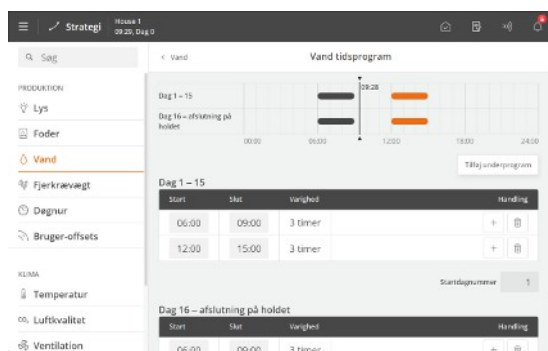 Strategi
House 1
09:29, Dag 0
Søg
PRODUKTION
Lys
Foder
Vand
Fjerkrævægt
Døgnur
Bruger-offsets
KLIMA
Temperatur
CO₂ Luftkvalitet
Ventilation
< Vand
Vand tidsprogram
09:28
Dag 1 – 15
Dag 16 – afslutning på
holdet
00:00 06:00 12:00 18:00 24:00
Tilføj underprogram
Dag 1 – 15
Start Slut Varighed Handling
06:00 09:00 3 timer +
12:00 15:00 3 timer +
Startdagnummer 1
Dag 16 – afslutning på holdet
Start Slut Varighed Handling
06:00 09:00 3 timer +